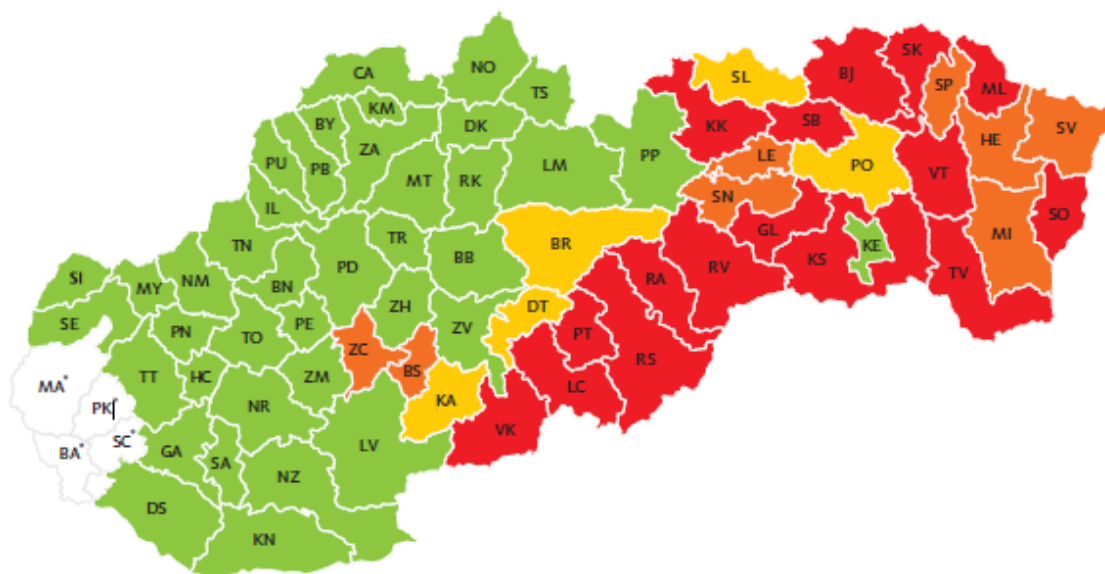 NO
CA
TS
KM
BY
DK
ZA
PU
PB
MT
RK
LM
PP
IL
TN
TR
SI
MY
NM
BN
PD
BB
BR
SE
PN
TO
PE
ZH
ZV
DT
TT
HC
ZM
ZC
BS
KA
MA*
PK*
NR
BA*
SC*
GA
SA
LV
NZ
DS
KN
SL
BJ
SK
SP
ML
KK
SB
HE
SV
LE
PO
VT
SN
SO
GL
KE
MI
RA
RV
KS
TV
PT
RS
LC
VK